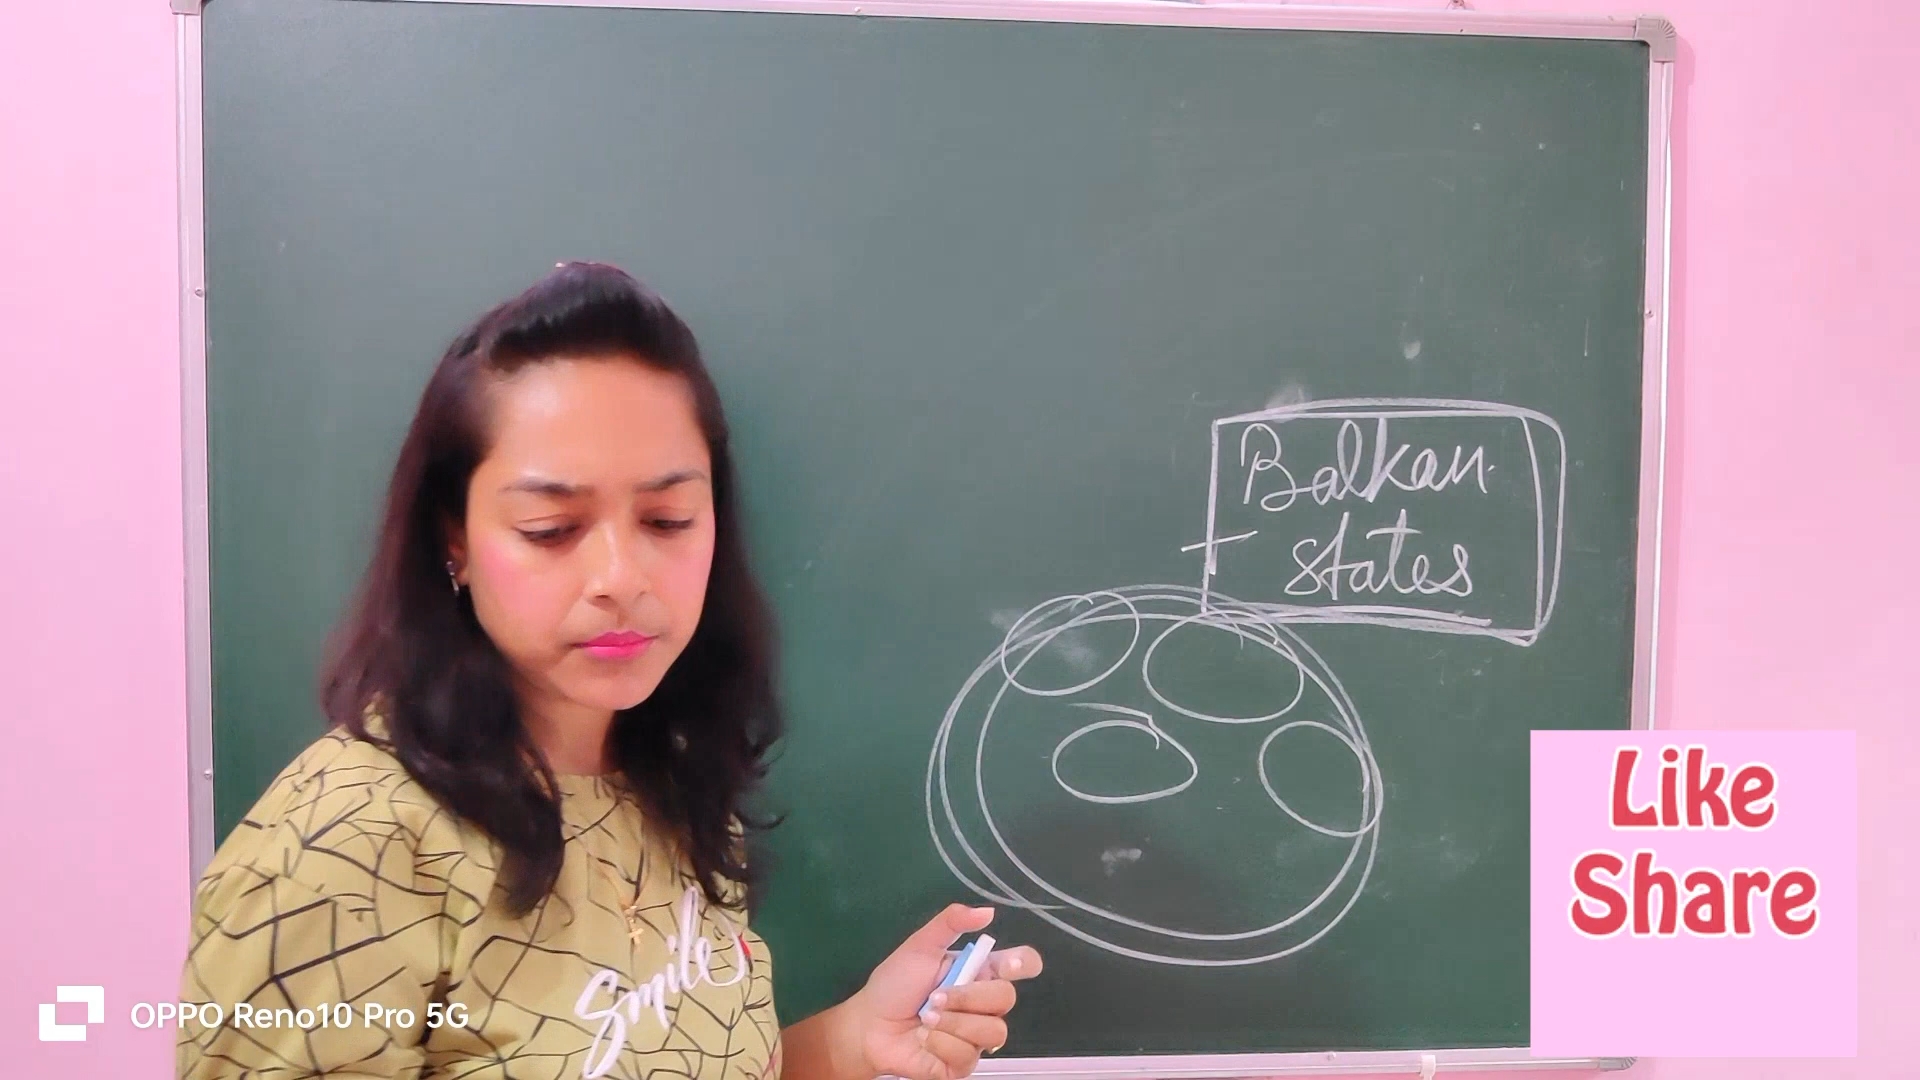 Balkan
states
Smile
Like
Share
OPPO Reno10 Pro 5G